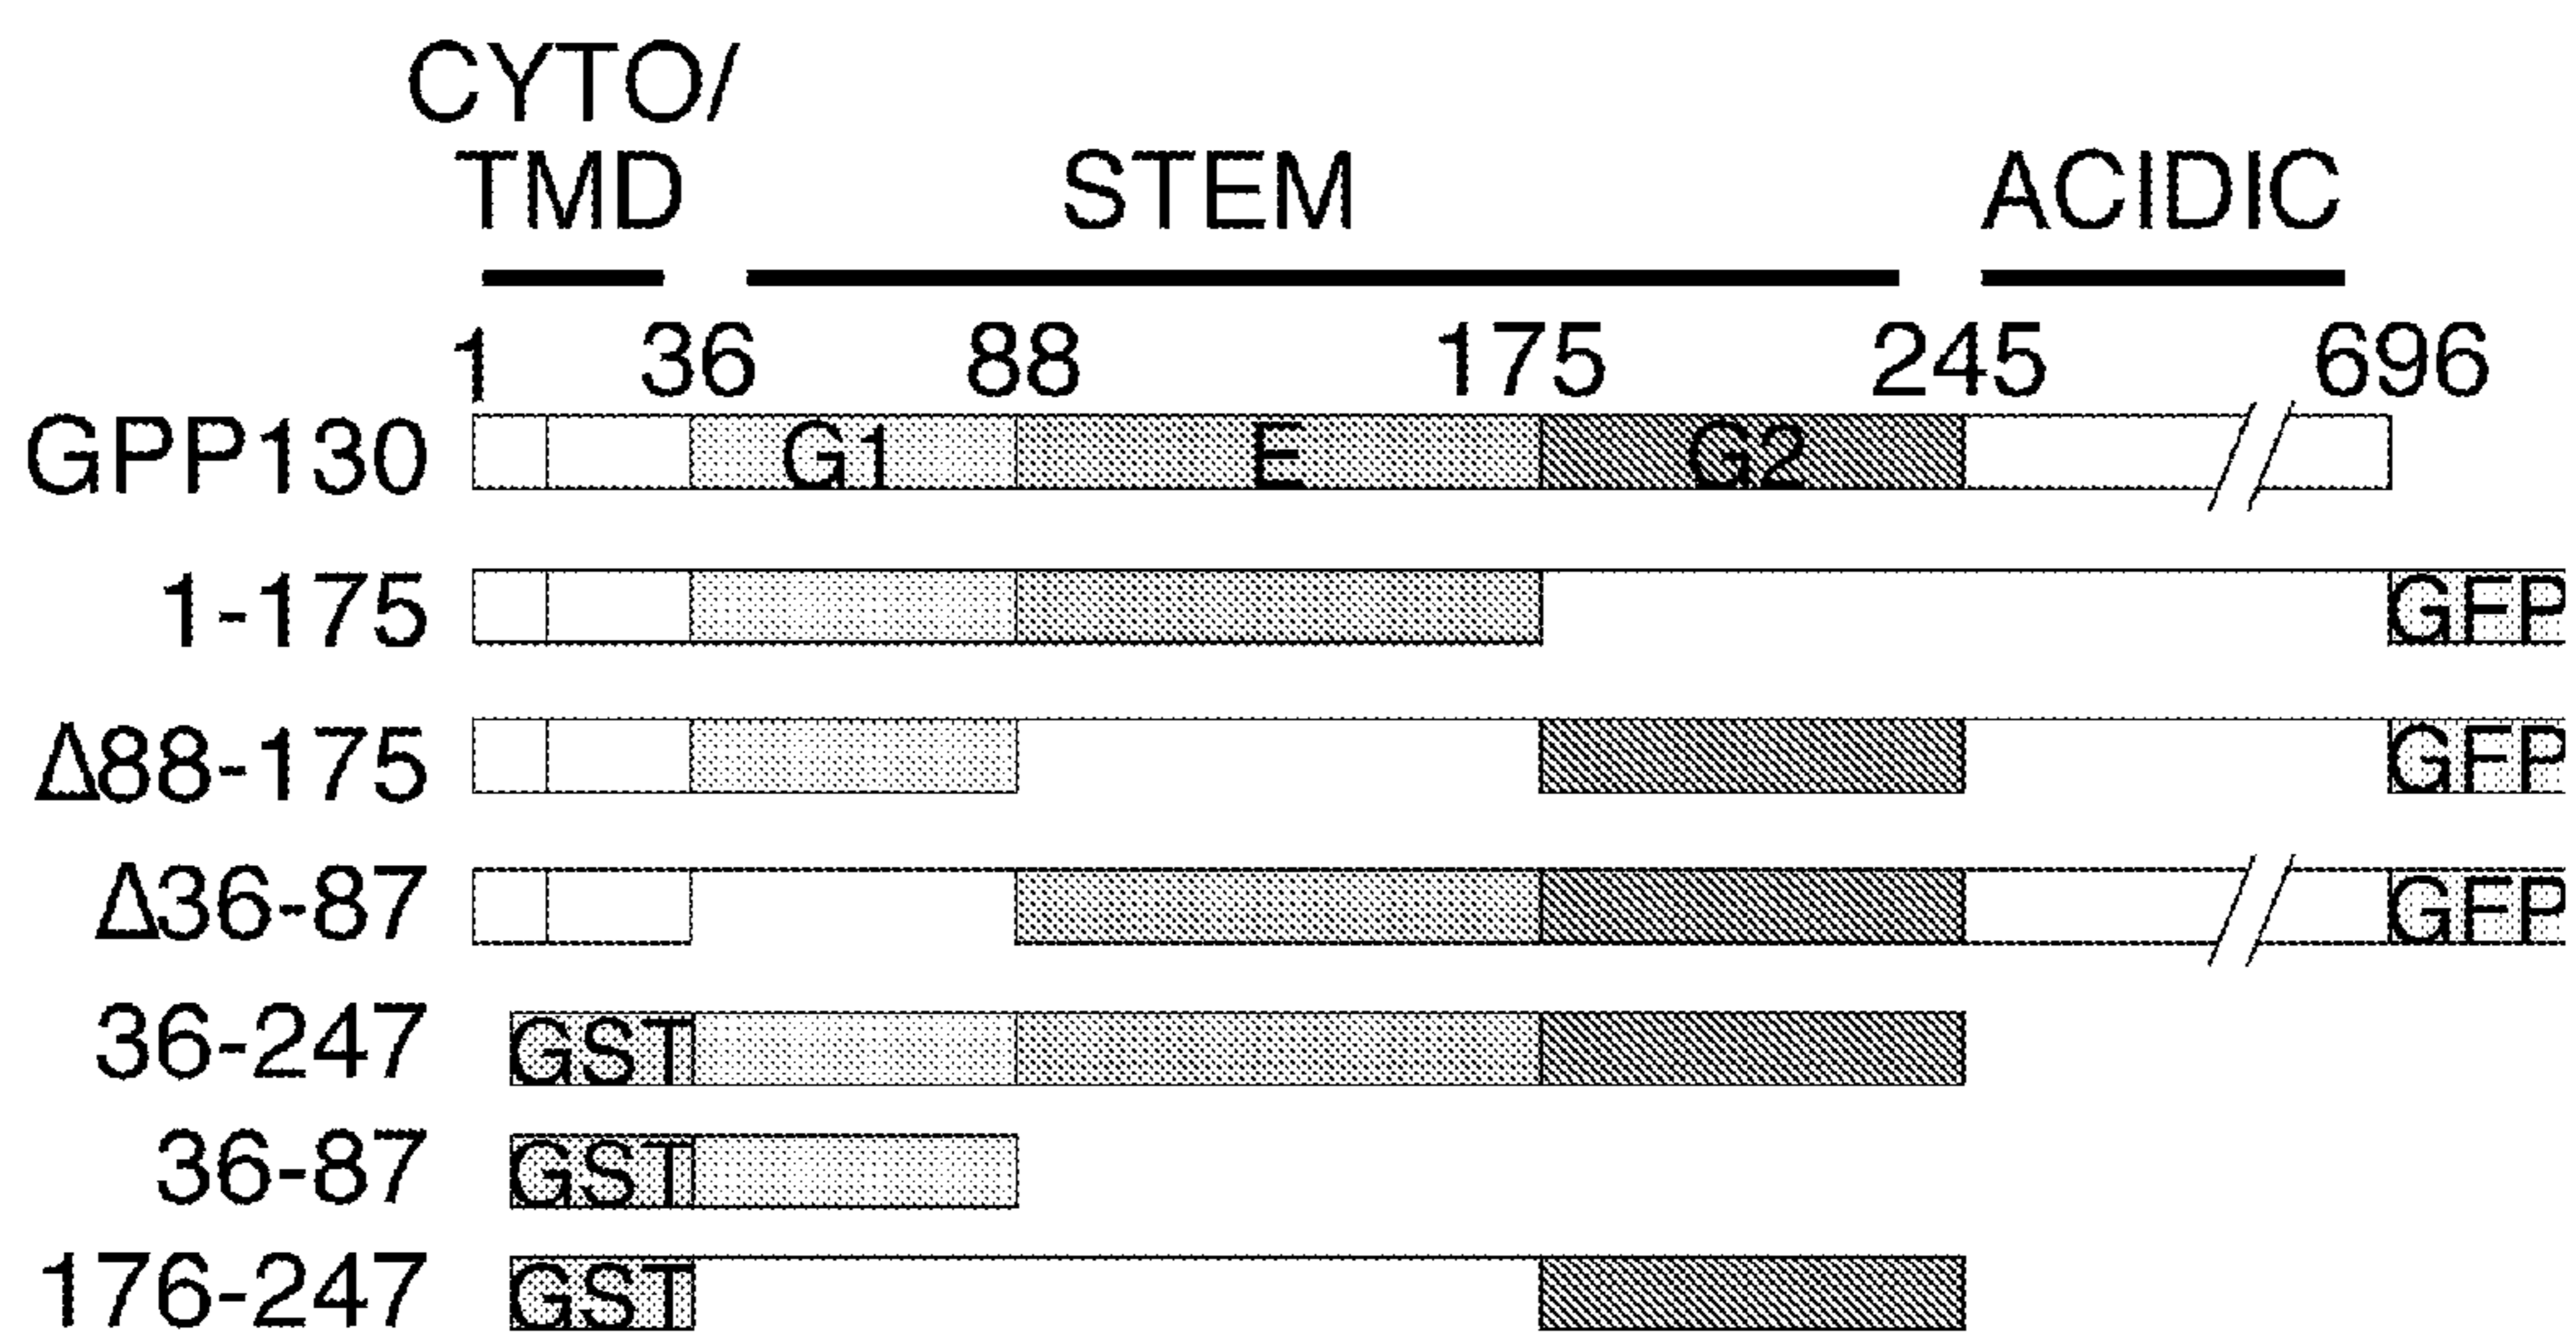 CYTO/
TMD STEM ACIDIC
1 36 88 175 245 696
GPP130 G1 E G2
1-175 GFP
Δ88-175 GFP
Δ36-87 GFP
36-247 GST
36-87 GST
176-247 GST